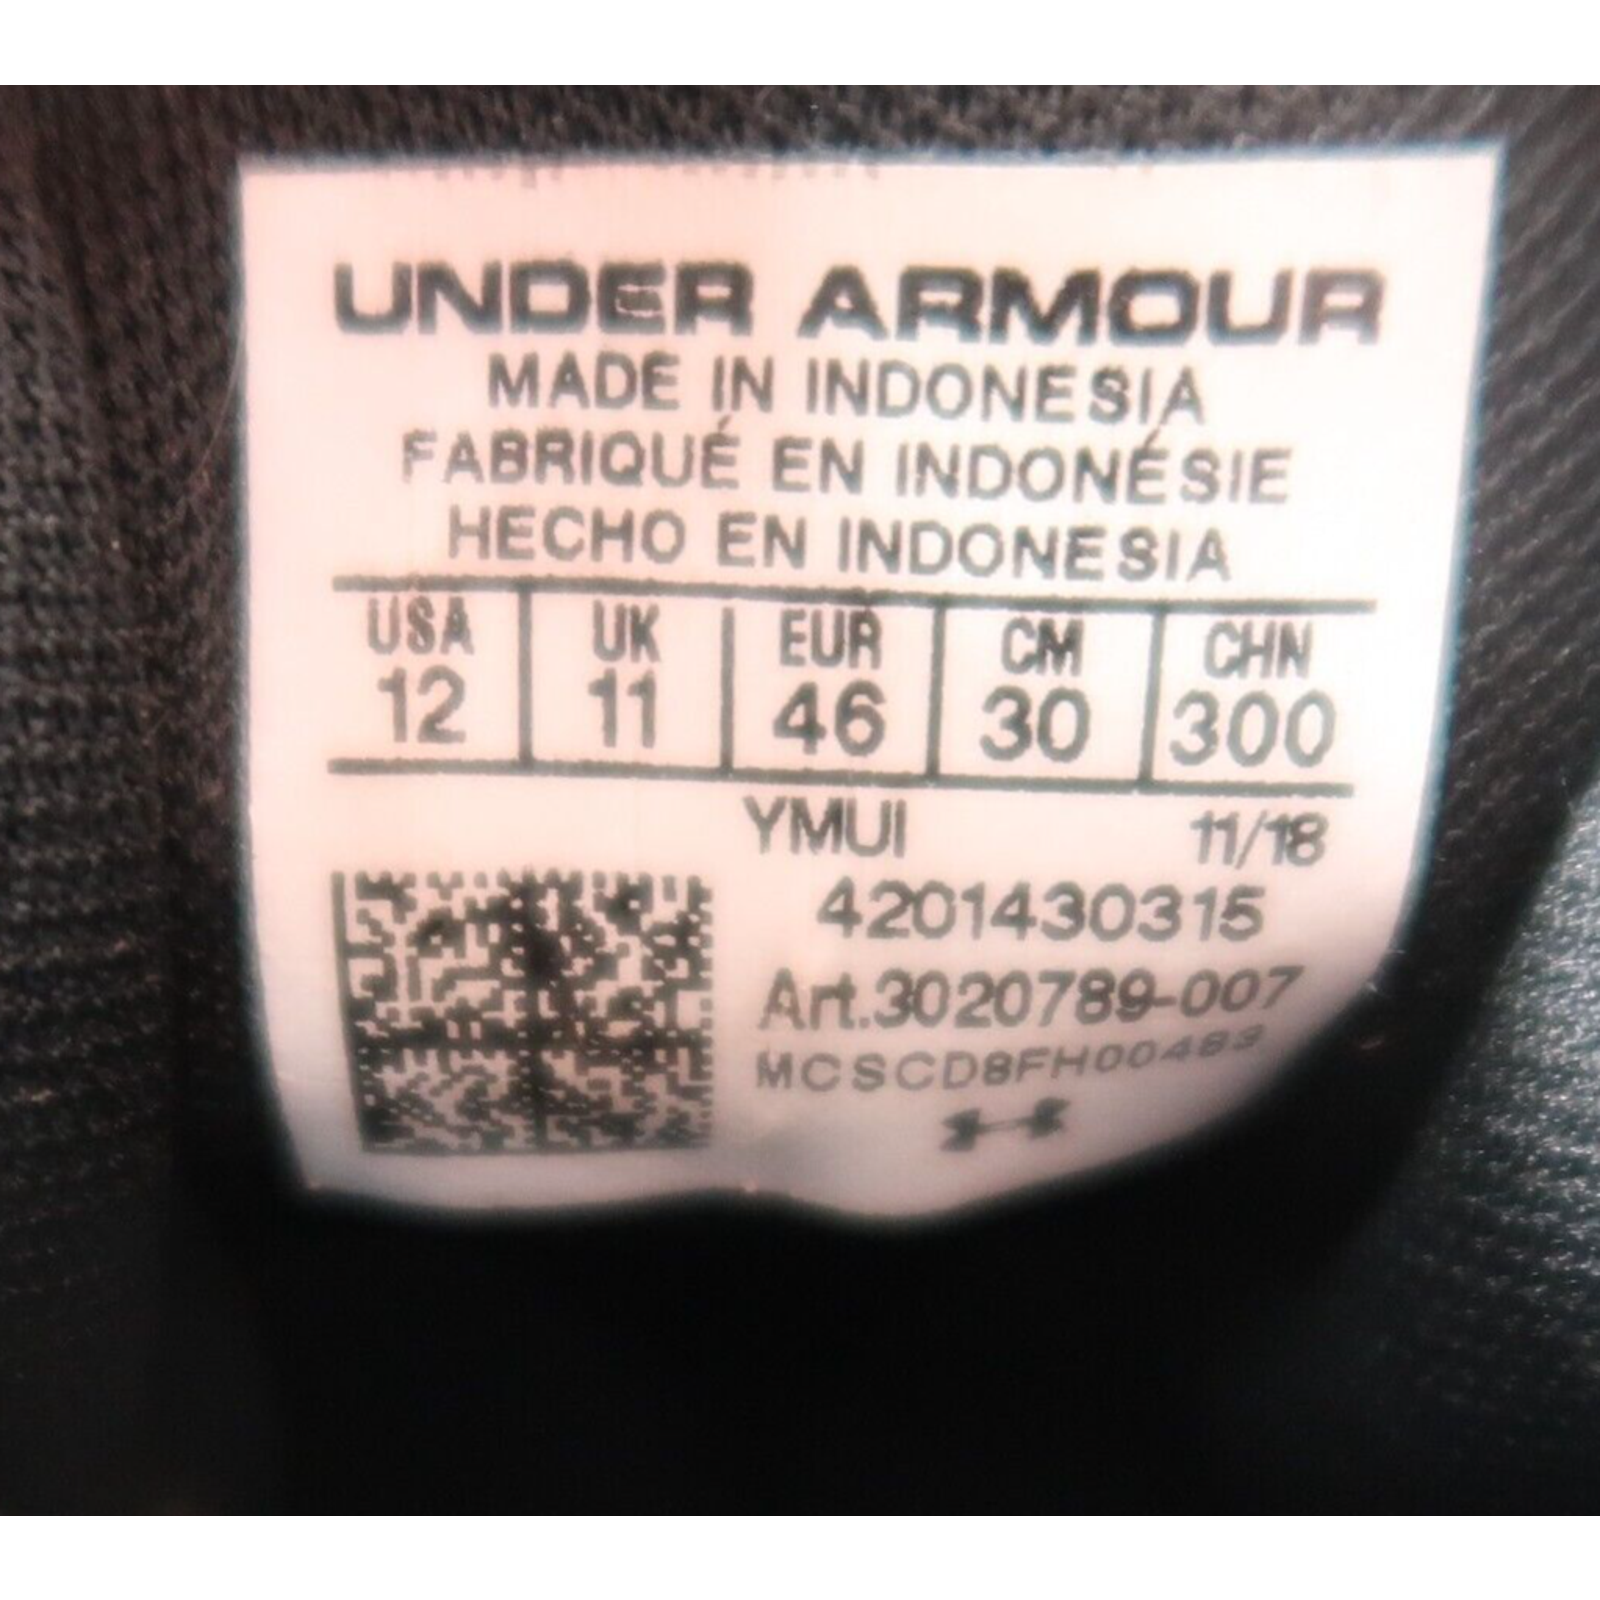 UNDER ARMOUR
MADE IN INDONESIA
FABRIQUÉ EN INDONÉSIE
HECHO EN INDONESIA
USA UK EUR CM CHN
12 11 46 30 300
YMUI 11/18
4201430315
Art.3020789-007
MCSCD8FH00483